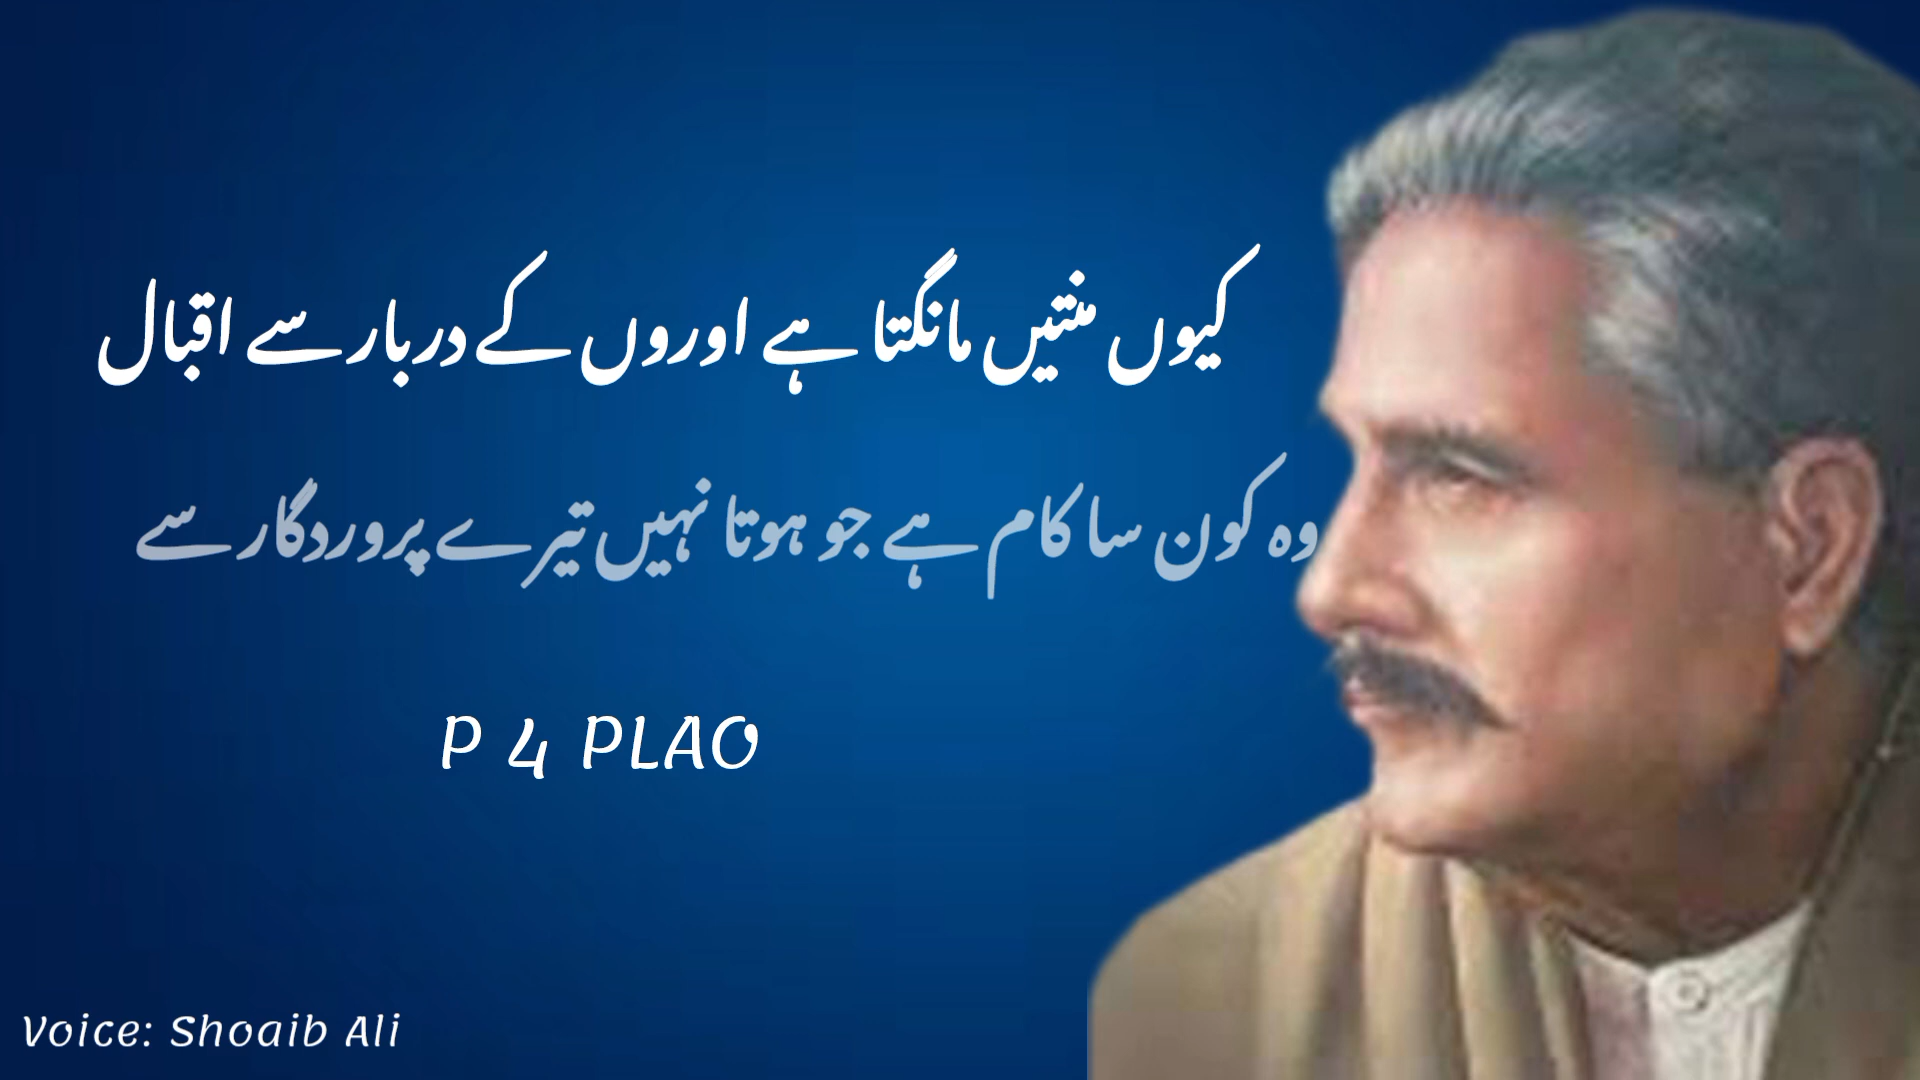 کیوں منتیں مانگتا ہے اوروں کے دربار سے اقبال
وہ کون سا کام ہے جو ہوتا نہیں تیرے پروردگار سے
P 4 PLAO
Voice: Shoaib Ali